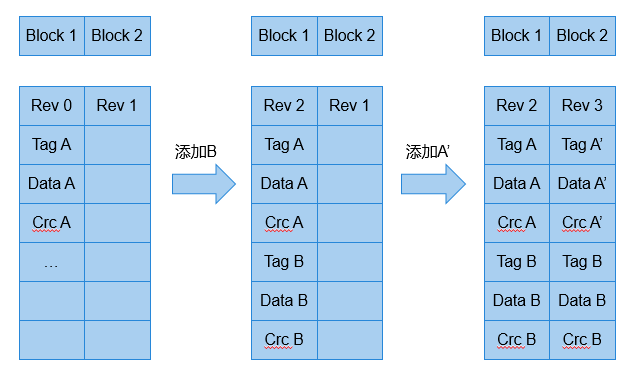 Block 1 Block 2
Rev 0 Rev 1
Tag A
Data A
Crc A
...
添加B
Block 1 Block 2
Rev 2 Rev 1
Tag A
Data A
Crc A
Tag B
Data B
Crc B
添加A’
Block 1 Block 2
Rev 2 Rev 3
Tag A Tag A’
Data A Data A’
Crc A Crc A’
Tag B Tag B
Data B Data B
Crc B Crc B